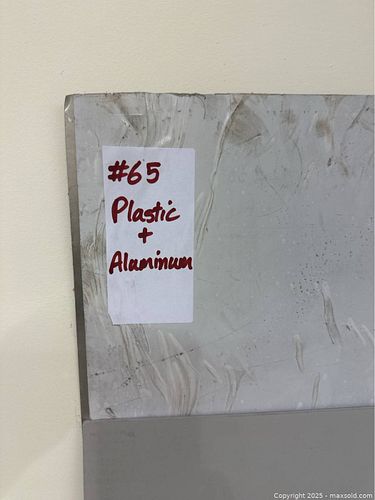 #65
Plastic
+
Aluminum
Copyright 2025 - maxsold.com